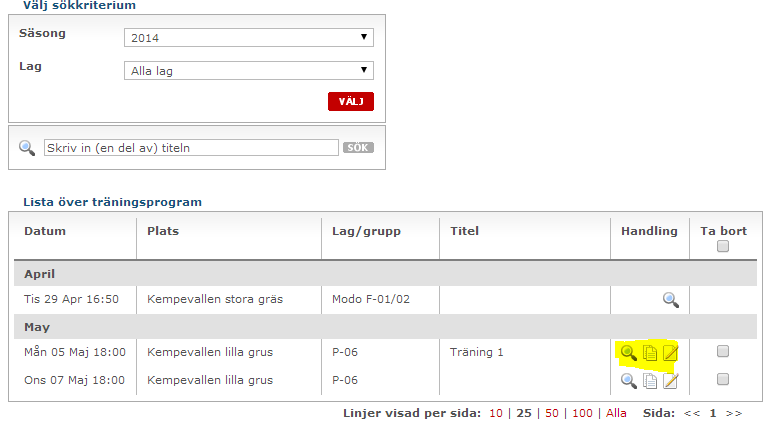 Välj sökkriterium
Säsong 2014
Lag Alla lag
VÄLJ
Skriv in (en del av) titeln SÖK
Lista över träningsprogram
Datum Plats Lag/grupp Titel Handling Ta bort
April
Tis 29 Apr 16:50 Kempevallen stora gräs Modo F-01/02
May
Mån 05 Maj 18:00 Kempevallen lilla grus P-06 Träning 1
Ons 07 Maj 18:00 Kempevallen lilla grus P-06
Linjer visad per sida: 10 | 25 | 50 | 100 | Alla Sida: << 1 >>